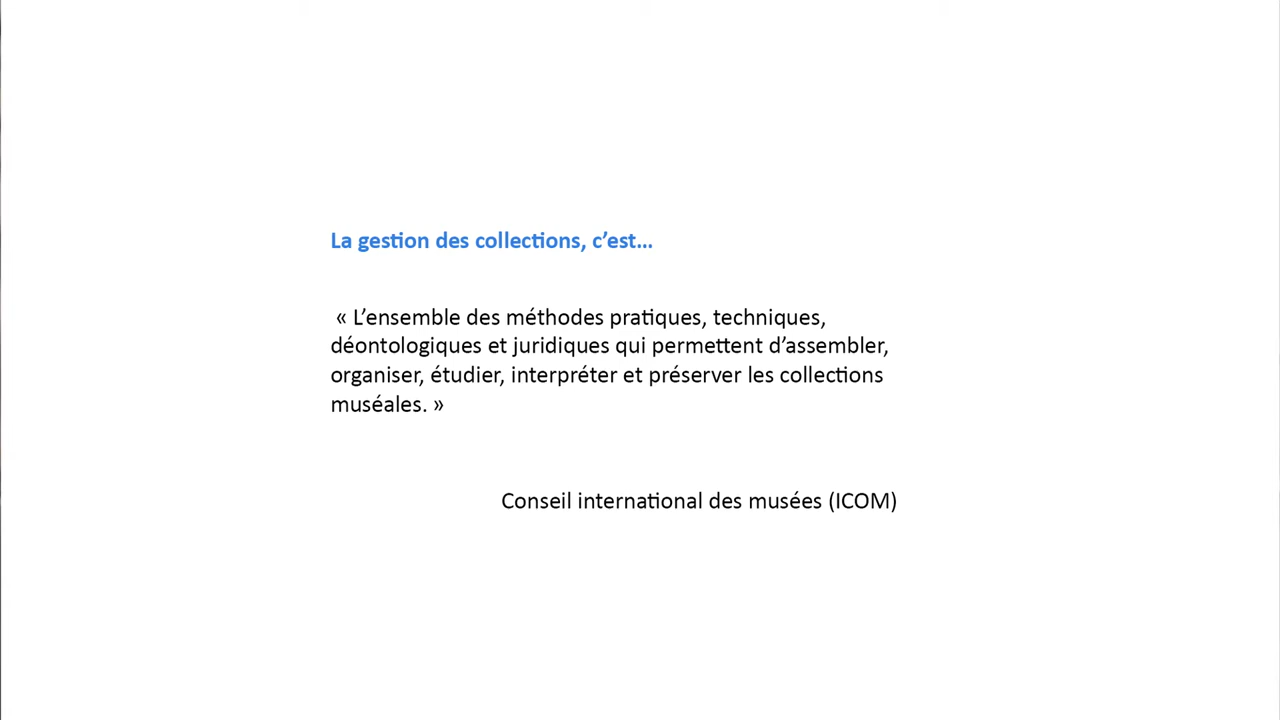 La gestion des collections, c’est…
« L’ensemble des méthodes pratiques, techniques,
déontologiques et juridiques qui permettent d’assembler,
organiser, étudier, interpréter et préserver les collections
muséales. »
Conseil international des musées (ICOM)